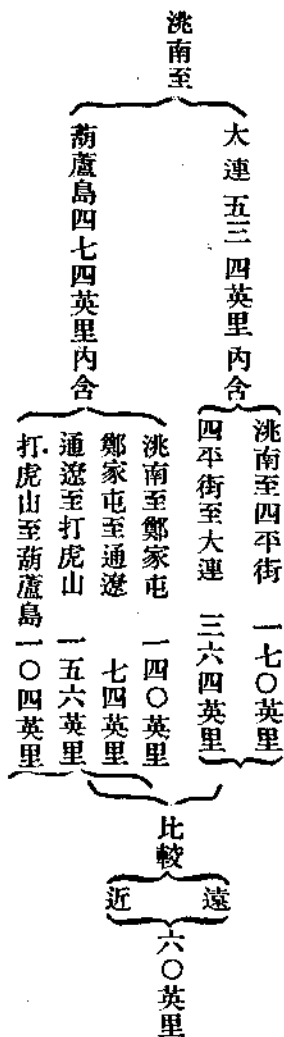 洮南至
大連五三四英里內含
洮南至四平街　一七〇英里
四平街至大連　三六四英里
葫蘆島四七四英里內含
洮南至鄭家屯　一四〇英里
鄭家屯至通遼　七四英里
通遼至打虎山　一五六英里
打虎山至葫蘆島一〇四英里
比較
遠
近
六〇英里